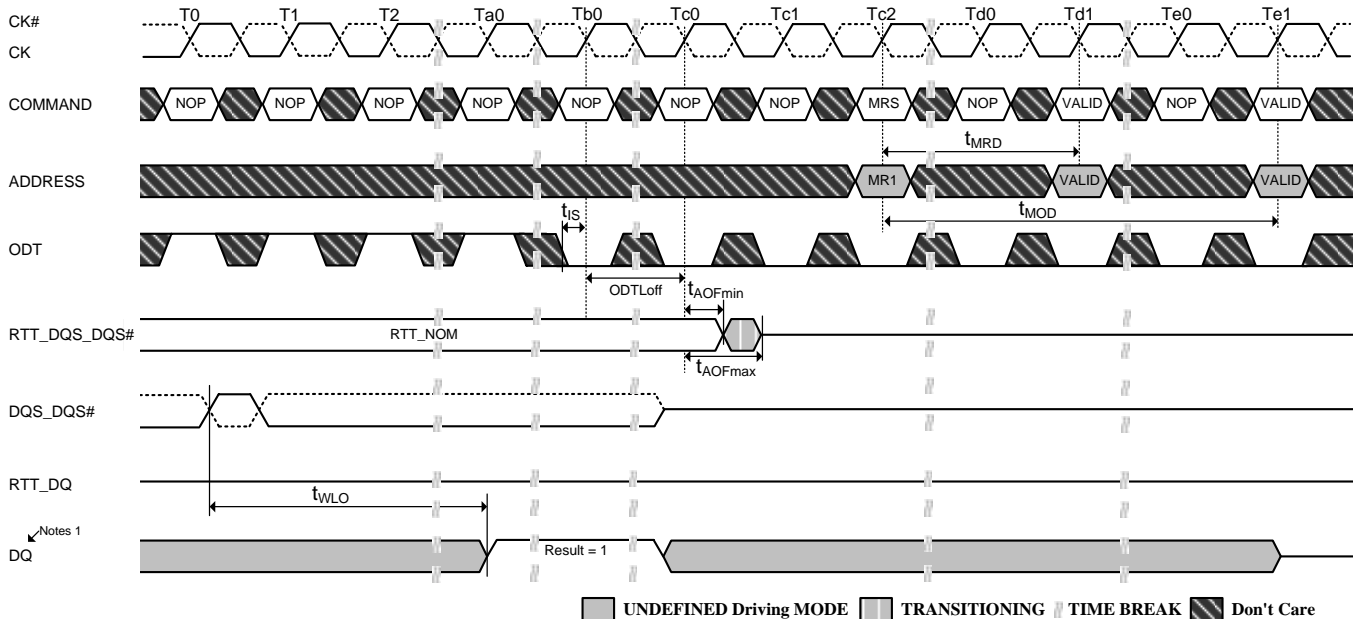 T0 T1 T2 Ta0 Tb0 Tc0 Tc1 Tc2 Td0 Td1 Te0 Te1
CK#
CK
COMMAND NOP NOP NOP NOP NOP NOP NOP MRS NOP VALID NOP VALID
tMRD
ADDRESS MR1 VALID VALID
tIS tMOD
ODT
ODTLoff tAOFmin
RTT_DQS_DQS# RTT_NOM
tAOFmax
DQS_DQS#
RTT_DQ
tWLO
Notes 1
DQ Result = 1
UNDEFINED Driving MODE TRANSITIONING TIME BREAK Don't Care